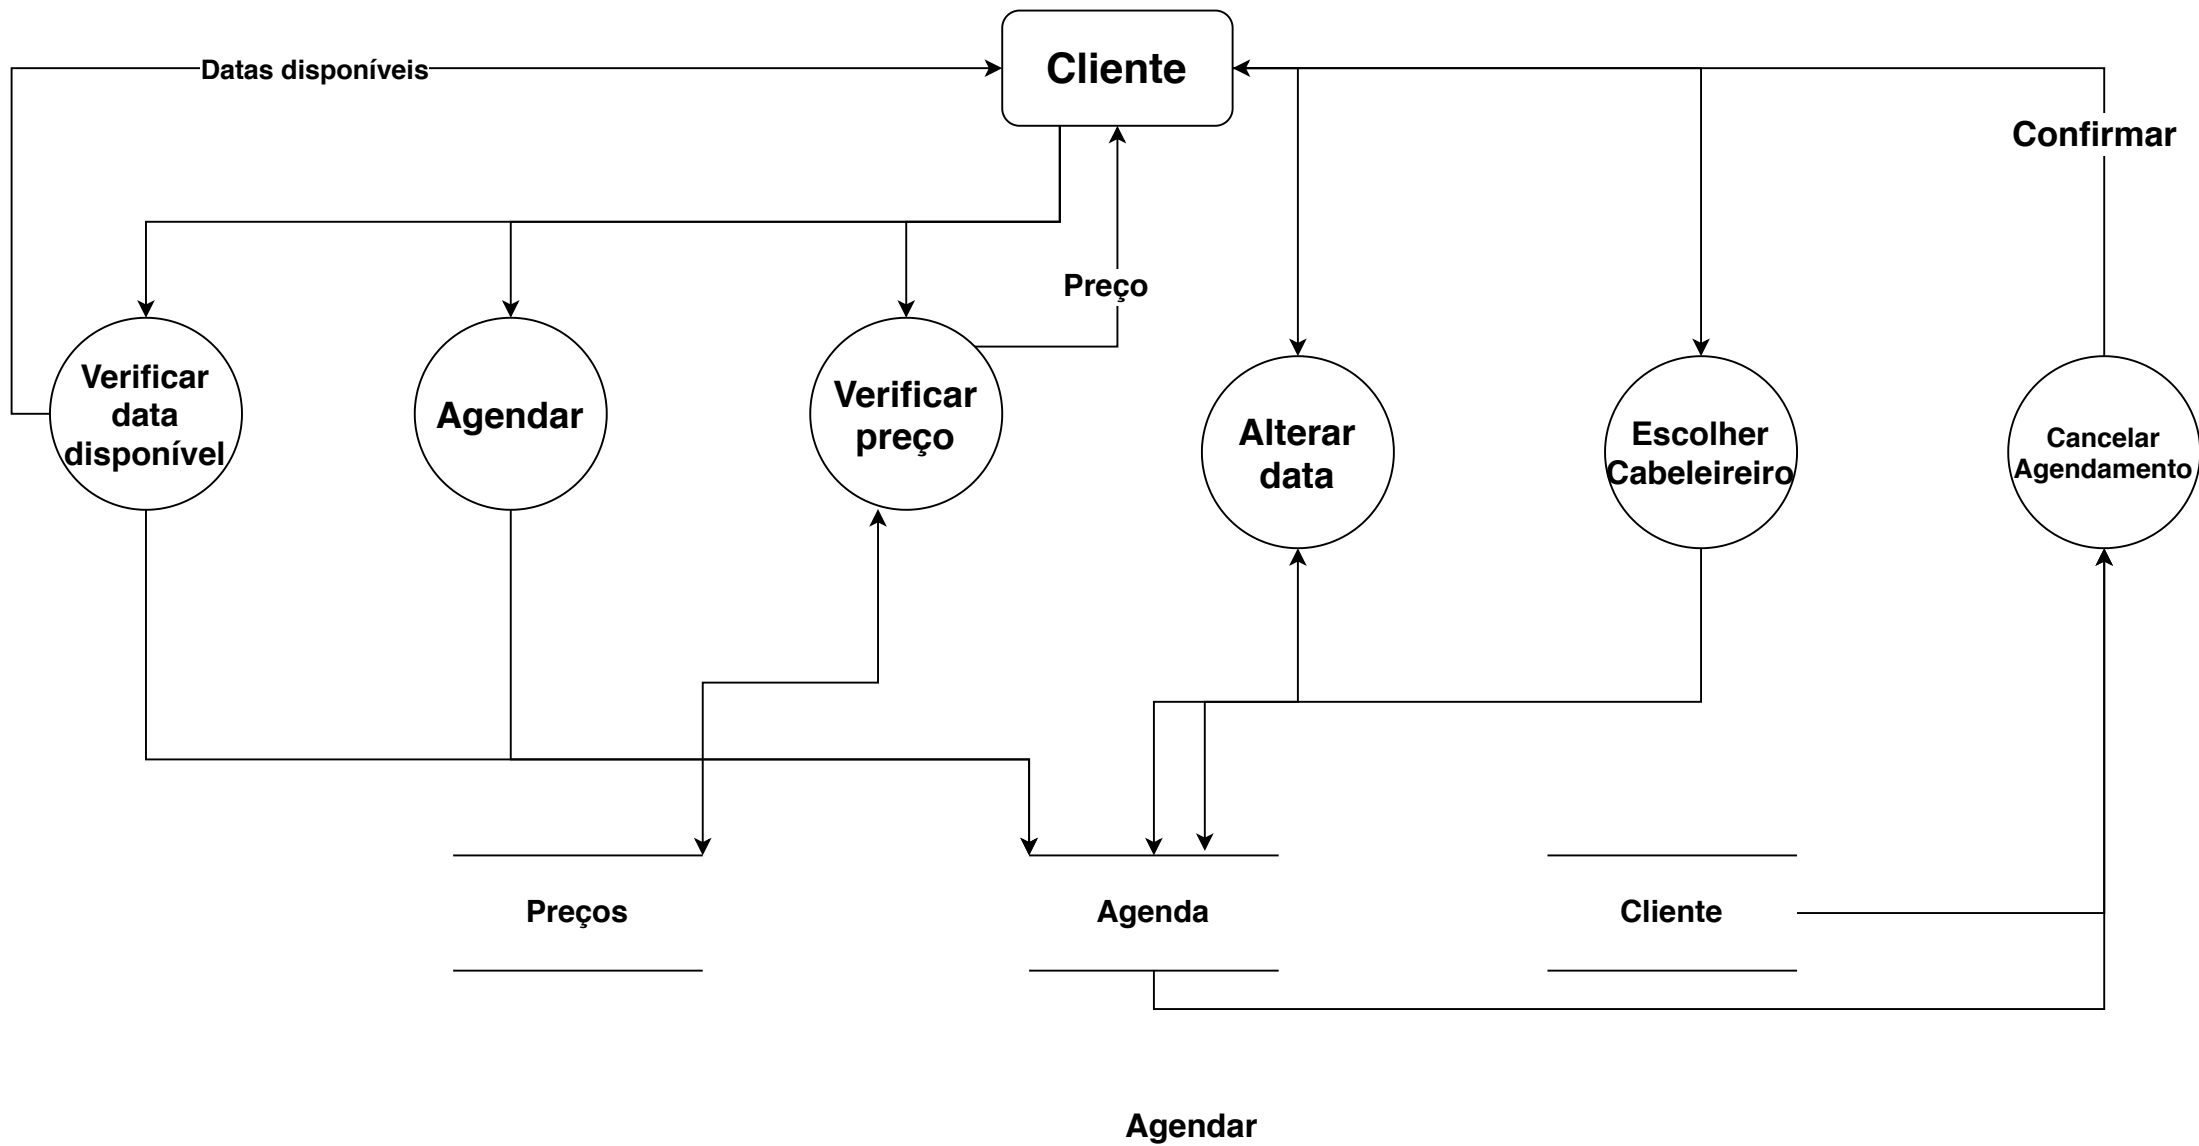 Cliente
Datas disponíveis
Confirmar
Preço
Verificar
data
disponível
Agendar
Verificar
preço
Alterar
data
Escolher
Cabeleireiro
Cancelar
Agendamento
Preços
Agenda
Cliente
Agendar